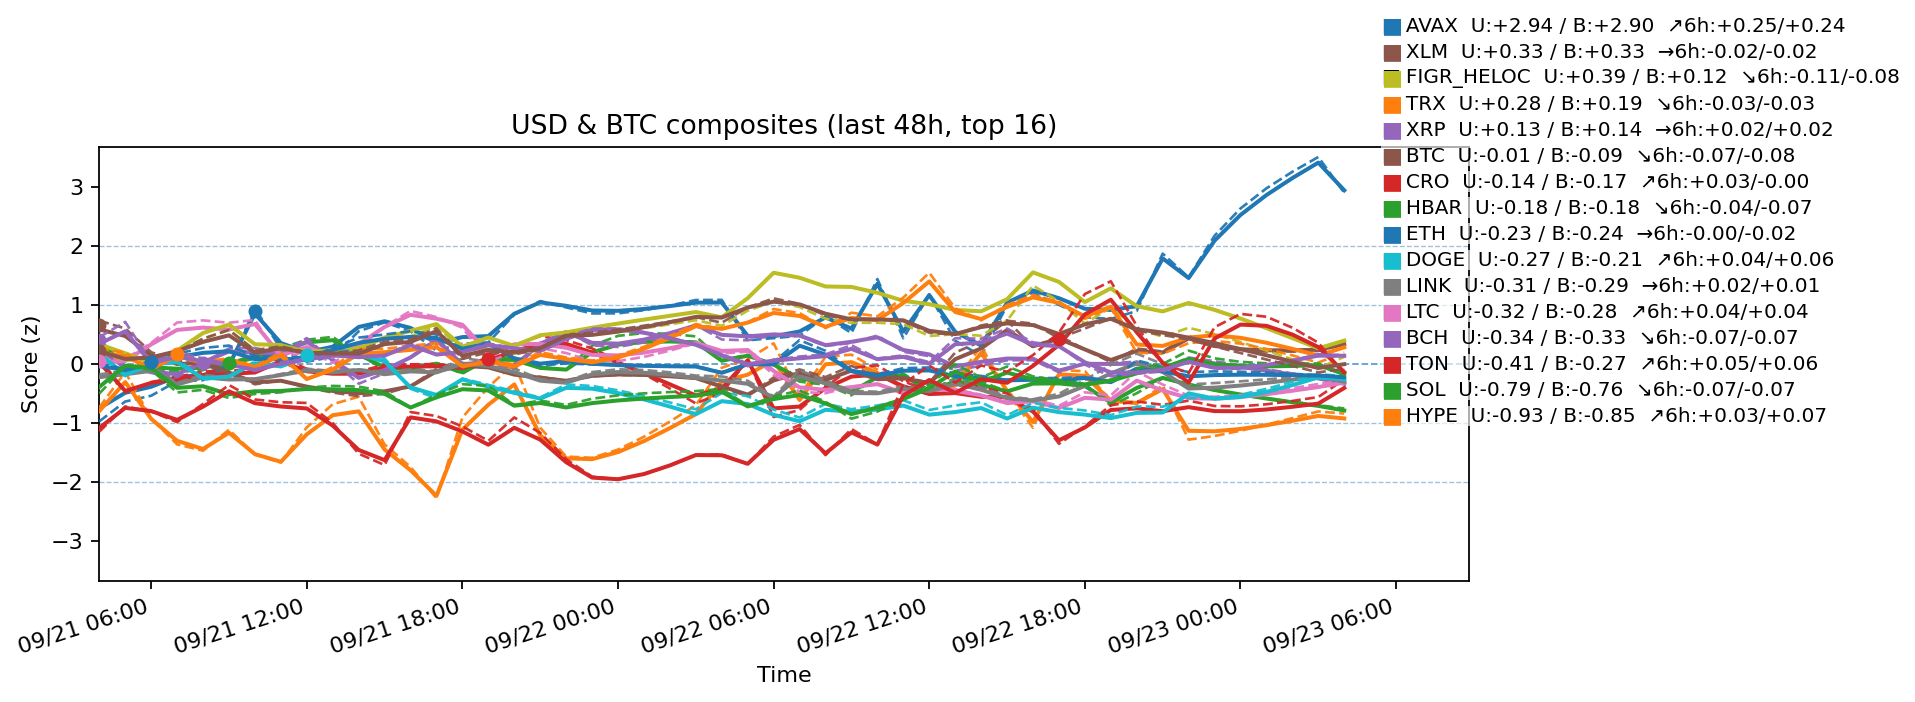 AVAX U:+2.94 / B:+2.90 ↗6h:+0.25/+0.24
XLM U:+0.33 / B:+0.33 →6h:-0.02/-0.02
FIGR_HELOC U:+0.39 / B:+0.12 ↘6h:-0.11/-0.08
TRX U:+0.28 / B:+0.19 ↘6h:-0.03/-0.03
XRP U:+0.13 / B:+0.14 →6h:+0.02/+0.02
BTC U:-0.01 / B:-0.09 ↘6h:-0.07/-0.08
CRO U:-0.14 / B:-0.17 ↗6h:+0.03/-0.00
HBAR U:-0.18 / B:-0.18 ↘6h:-0.04/-0.07
ETH U:-0.23 / B:-0.24 →6h:-0.00/-0.02
DOGE U:-0.27 / B:-0.21 ↗6h:+0.04/+0.06
LINK U:-0.31 / B:-0.29 →6h:+0.02/+0.01
LTC U:-0.32 / B:-0.28 ↗6h:+0.04/+0.04
BCH U:-0.34 / B:-0.33 ↘6h:-0.07/-0.07
TON U:-0.41 / B:-0.27 ↗6h:+0.05/+0.06
SOL U:-0.79 / B:-0.76 ↘6h:-0.07/-0.07
HYPE U:-0.93 / B:-0.85 ↗6h:+0.03/+0.07
USD & BTC composites (last 48h, top 16)
Score (z)
3
2
1
0
−1
−2
−3
09/21 06:00
09/21 12:00
09/21 18:00
09/22 00:00
09/22 06:00
09/22 12:00
09/22 18:00
09/23 00:00
09/23 06:00
Time